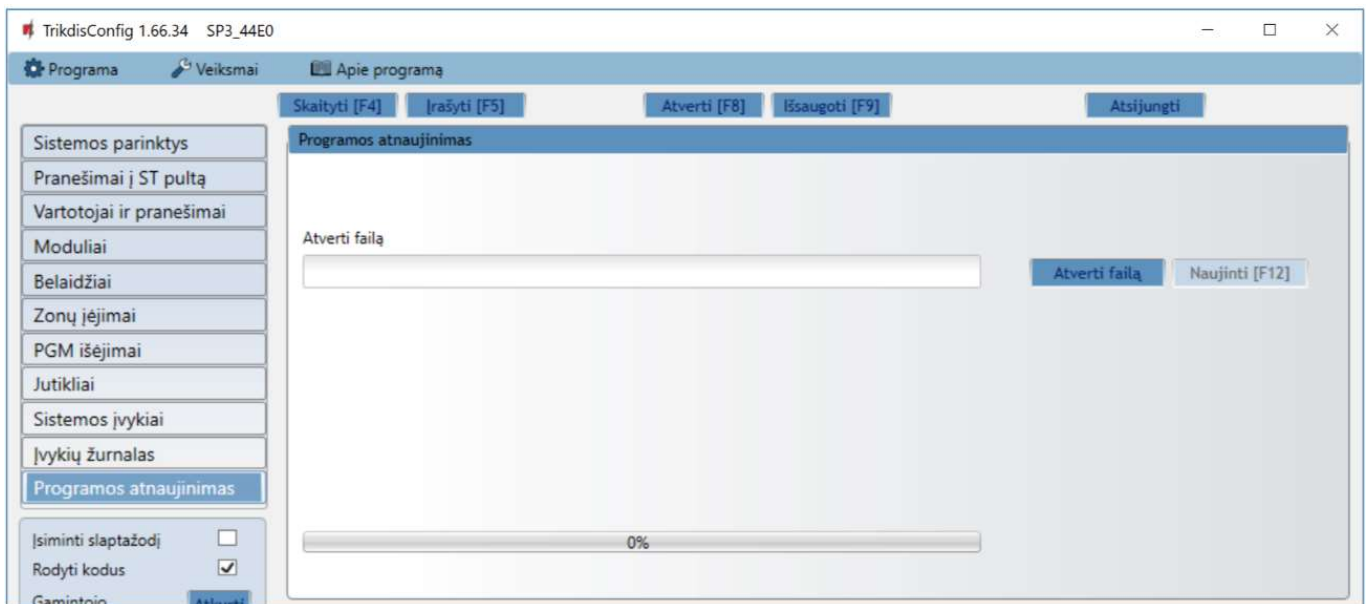 TrikdisConfig 1.66.34 SP3_44E0
Programa Veiksmai Apie programą
Skaityti [F4] Įrašyti [F5] Atverti [F8] Išsaugoti [F9] Atsijungti
Sistemos parinktys
Pranešimai į ST pultą
Vartotojai ir pranešimai
Moduliai
Belaidžiai
Zonų įėjimai
PGM išėjimai
Jutikliai
Sistemos įvykiai
Įvykių žurnalas
Programos atnaujinimas
Programos atnaujinimas
Atverti failą
Atverti failą Naujinti [F12]
0%
Įsiminti slaptažodį
Rodyti kodus
Gamintojo